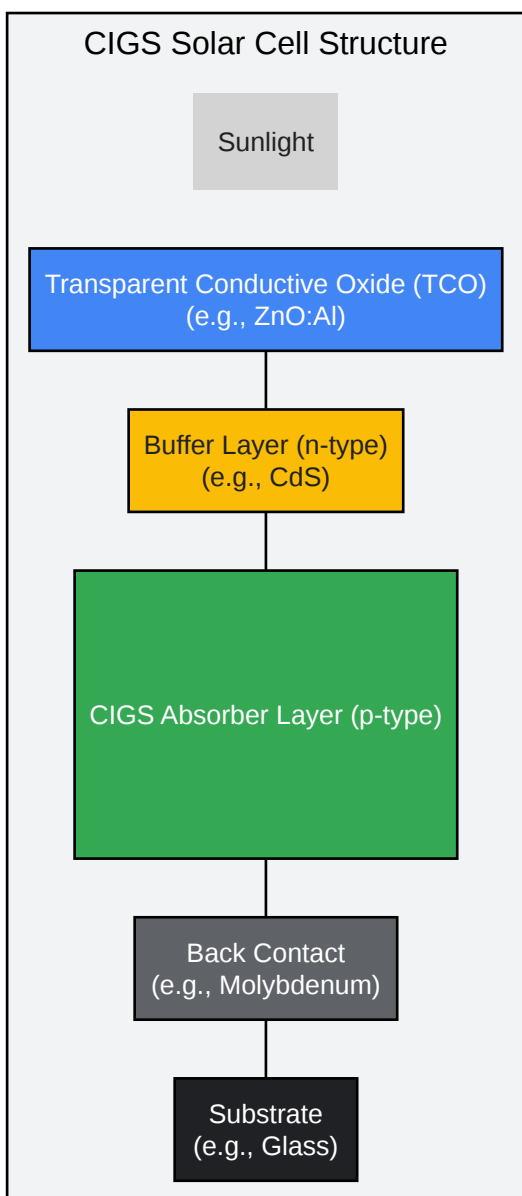 CIGS Solar Cell Structure
Sunlight
Transparent Conductive Oxide (TCO)
(e.g., ZnO:Al)
Buffer Layer (n-type)
(e.g., CdS)
CIGS Absorber Layer (p-type)
Back Contact
(e.g., Molybdenum)
Substrate
(e.g., Glass)